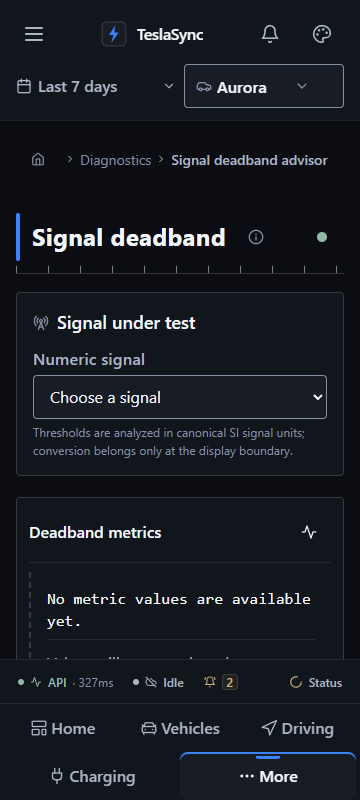 TeslaSync
Last 7 days
Aurora
Diagnostics
Signal deadband advisor
Signal deadband
Signal under test
Numeric signal
Choose a signal
Thresholds are analyzed in canonical SI signal units;
conversion belongs only at the display boundary.
Deadband metrics
No metric values are available
yet.
API · 327ms
Idle
2
Status
Home
Vehicles
Driving
Charging
More